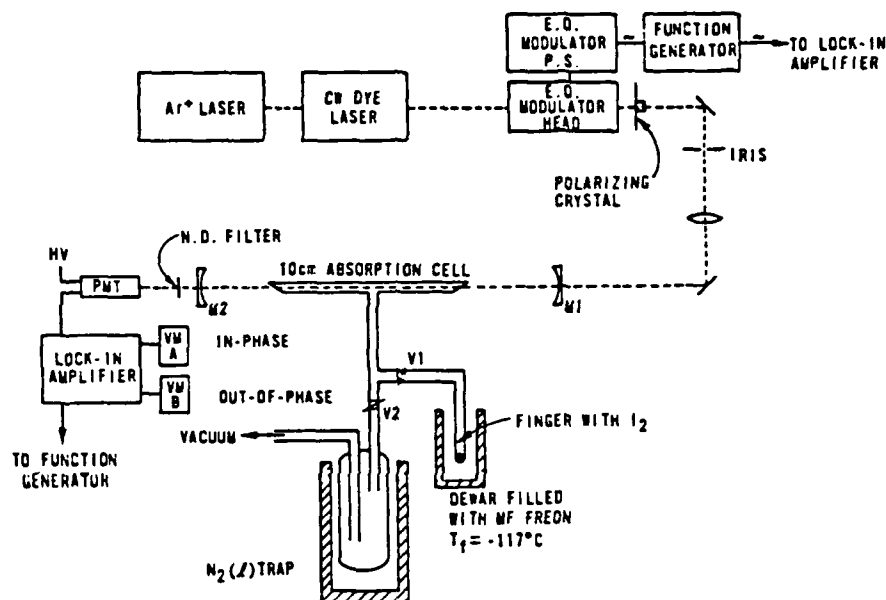 E.O.
MODULATOR
P.S.
~
FUNCTION
GENERATOR
~
TO LOCK-IN
AMPLIFIER
Ar+ LASER
CW DYE
LASER
E.O.
MODULATOR
HEAD
POLARIZING
CRYSTAL
IRIS
N.D. FILTER
HV
PMT
M2
10cm ABSORPTION CELL
M1
LOCK-IN
AMPLIFIER
VM
A
IN-PHASE
VM
B
OUT-OF-PHASE
V1
V2
VACUUM
FINGER WITH I2
TO FUNCTION
GENERATOR
DEWAR FILLED
WITH MF FREON
Tf = -117°C
N2(ℓ) TRAP